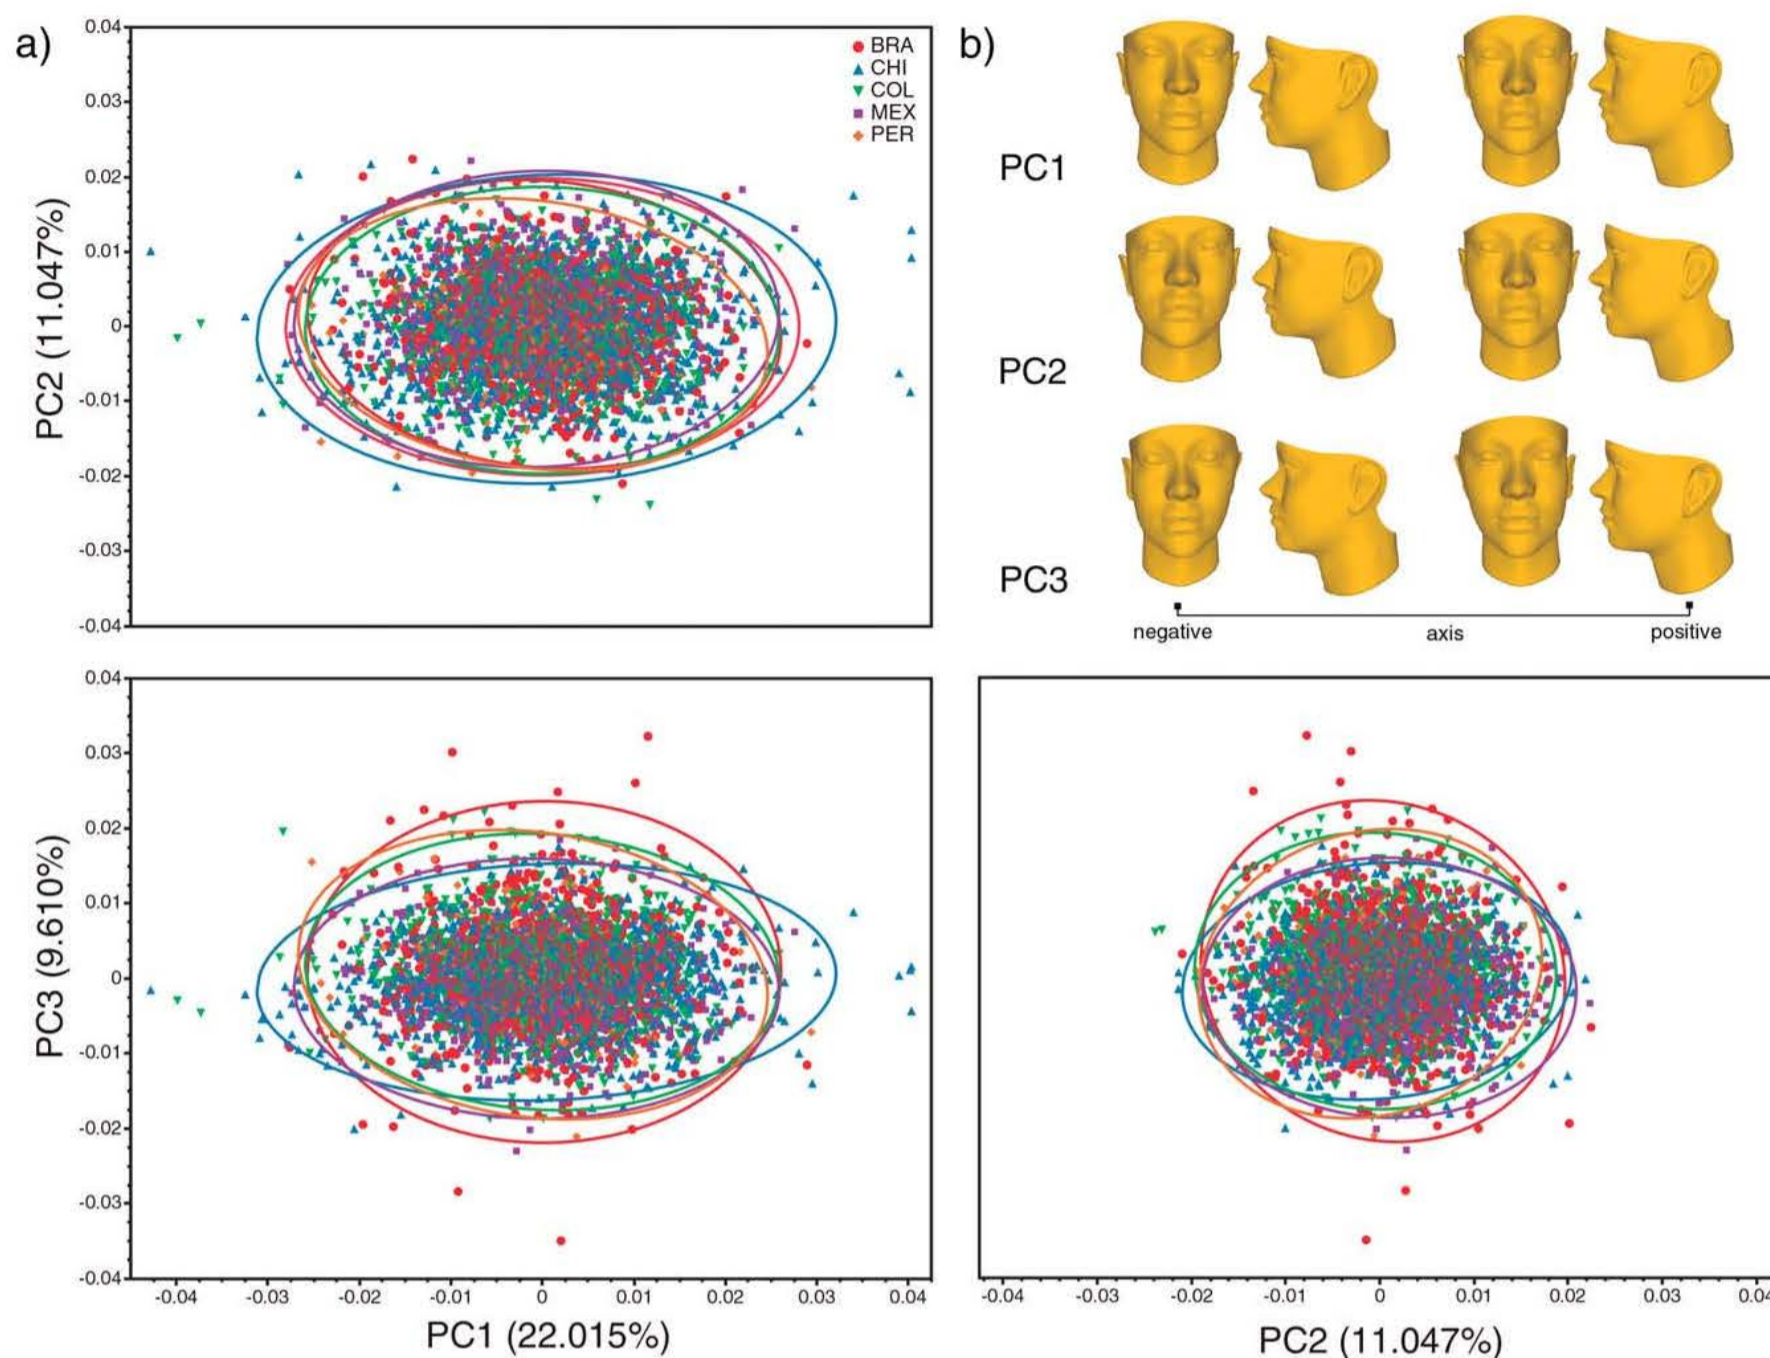 a)
0.04
0.03
0.02
0.01
0
-0.01
-0.02
-0.03
-0.04
PC2 (11.047%)
BRA
CHI
COL
MEX
PER
b)
PC1
PC2
PC3
negative axis positive
0.04
0.03
0.02
0.01
0
-0.01
-0.02
-0.03
-0.04
PC3 (9.610%)
-0.04 -0.03 -0.02 -0.01 0 0.01 0.02 0.03 0.04
PC1 (22.015%)
-0.04 -0.03 -0.02 -0.01 0 0.01 0.02 0.03 0.04
PC2 (11.047%)